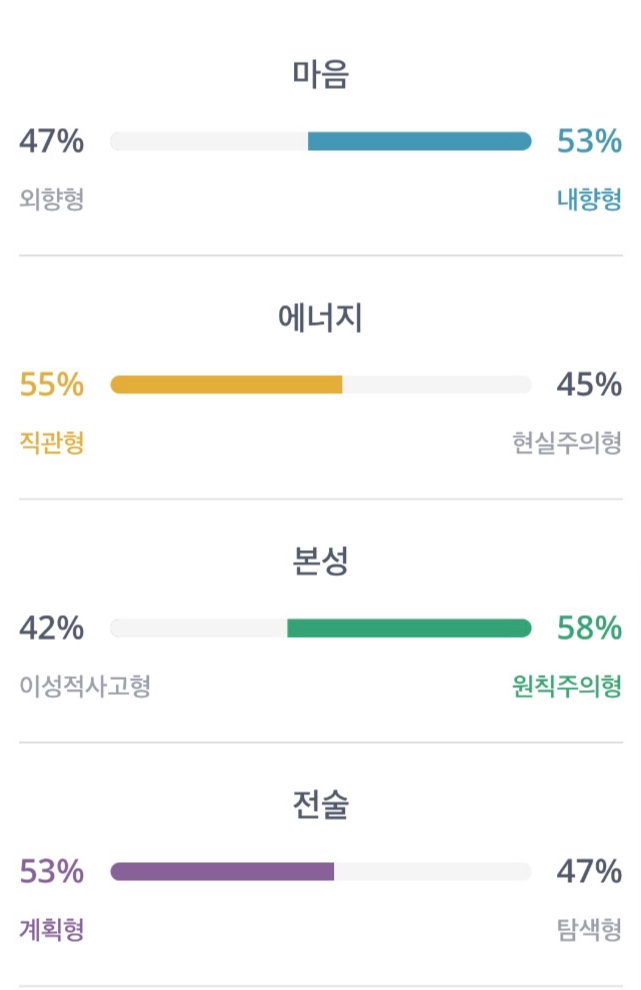 마음
47% 53%
외향형 내향형
에너지
55% 45%
직관형 현실주의형
본성
42% 58%
이성적사고형 원칙주의형
전술
53% 47%
계획형 탐색형